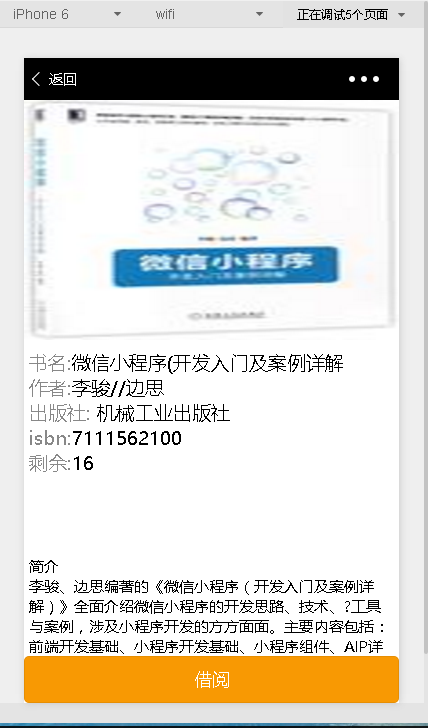 iPhone 6 wifi 正在调试5个页面
返回
微信小程序
书名:微信小程序(开发入门及案例详解
作者:李骏//边思
出版社: 机械工业出版社
isbn:7111562100
剩余:16
简介
李骏、边思编著的《微信小程序（开发入门及案例详
解）》全面介绍微信小程序的开发思路、技术、?工具
与案例，涉及小程序开发的方方面面。主要内容包括：
前端开发基础、小程序开发基础、小程序组件、AIP详
借阅